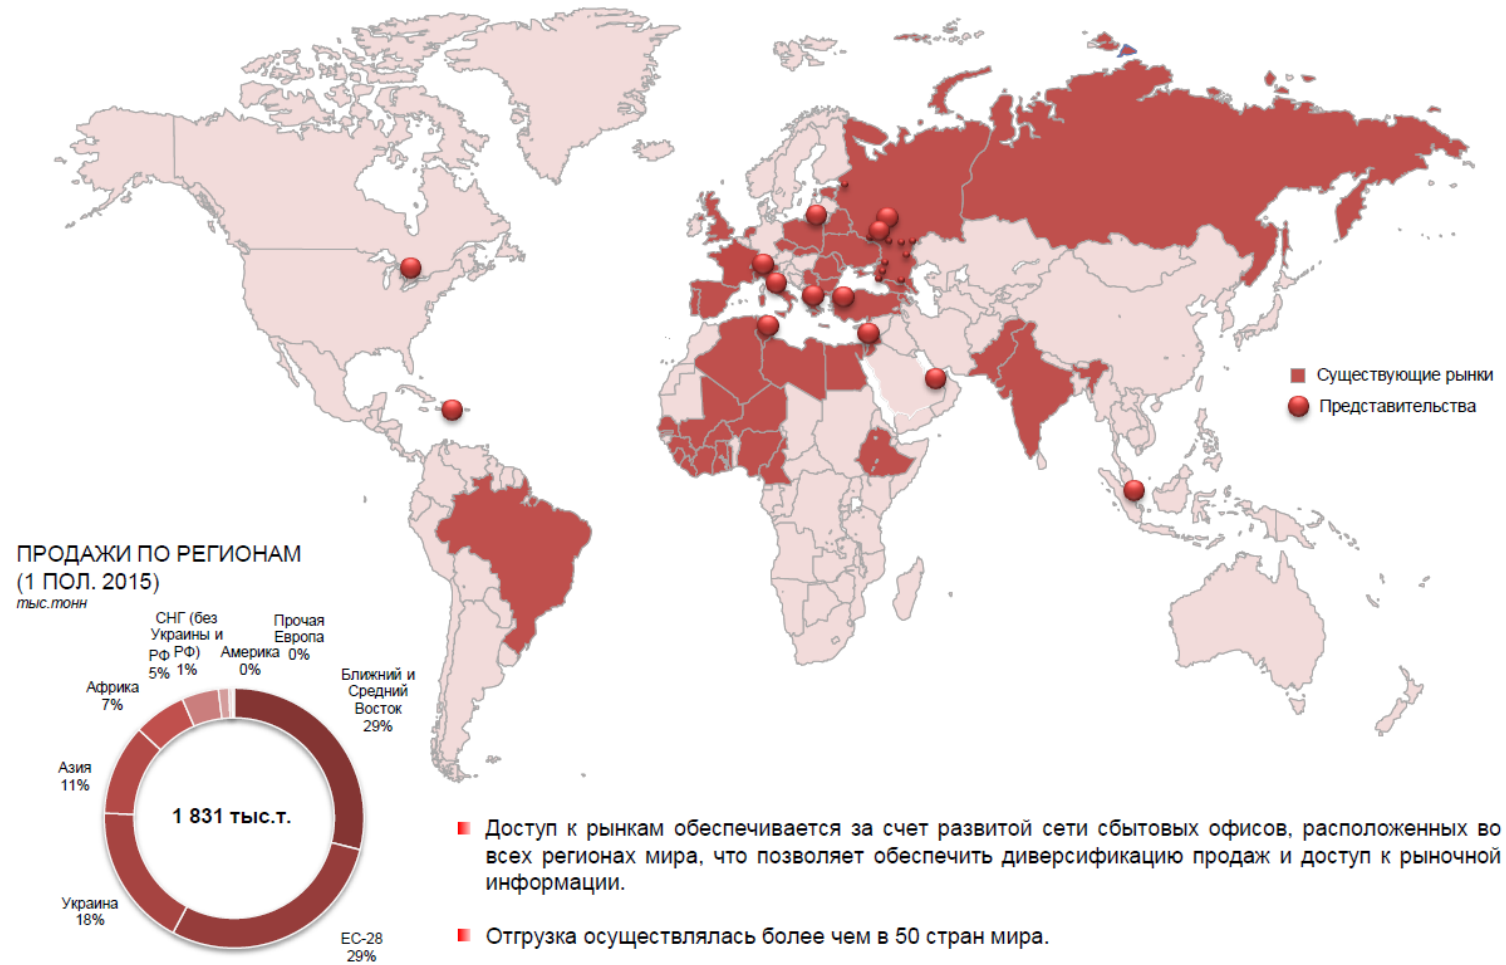 Существующие рынки
Представительства
ПРОДАЖИ ПО РЕГИОНАМ
(1 ПОЛ. 2015)
тыс.тонн
СНГ (без
Украины и
РФ)
1%
РФ
5%
Америка
0%
Прочая
Европа
0%
Ближний и
Средний
Восток
29%
Африка
7%
Азия
11%
1 831 тыс.т.
Украина
18%
ЕС-28
29%
Доступ к рынкам обеспечивается за счет развитой сети сбытовых офисов, расположенных во
всех регионах мира, что позволяет обеспечить диверсификацию продаж и доступ к рыночной
информации.
Отгрузка осуществлялась более чем в 50 стран мира.